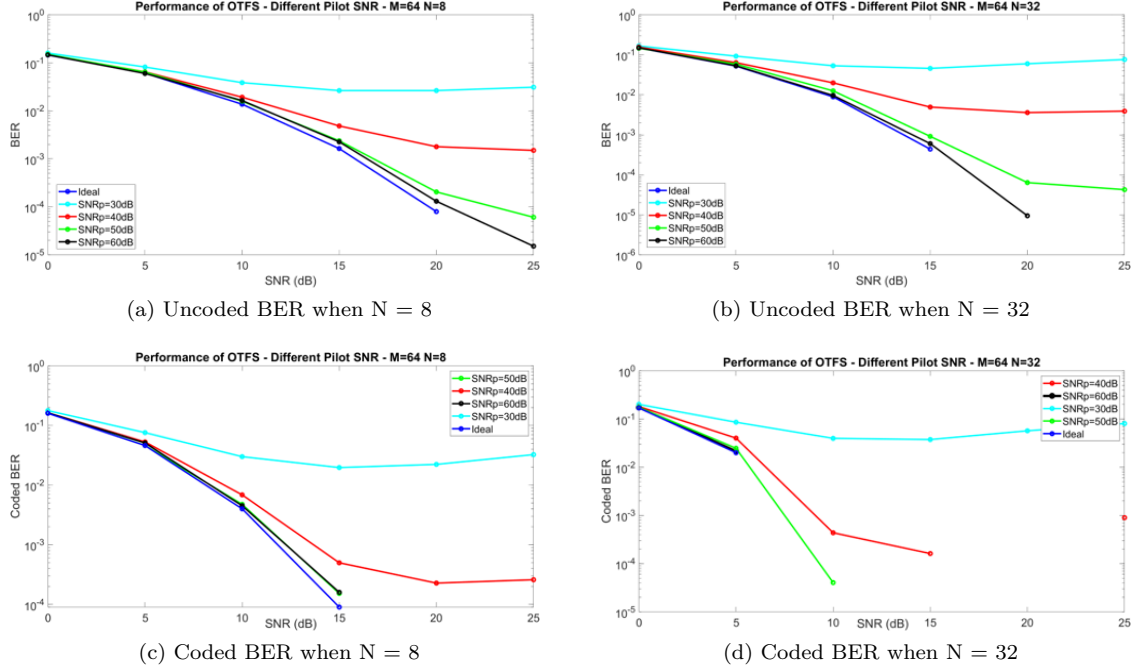 Performance of OTFS - Different Pilot SNR - M=64 N=8
10^0
10^-1
10^-2
10^-3
10^-4
10^-5
BER
Ideal
SNRp=30dB
SNRp=40dB
SNRp=50dB
SNRp=60dB
0 5 10 15 20 25
SNR (dB)
(a) Uncoded BER when N = 8
Performance of OTFS - Different Pilot SNR - M=64 N=32
10^0
10^-1
10^-2
10^-3
10^-4
10^-5
10^-6
BER
Ideal
SNRp=30dB
SNRp=40dB
SNRp=50dB
SNRp=60dB
0 5 10 15 20 25
SNR (dB)
(b) Uncoded BER when N = 32
Performance of OTFS - Different Pilot SNR - M=64 N=8
10^0
10^-1
10^-2
10^-3
10^-4
Coded BER
SNRp=50dB
SNRp=40dB
SNRp=60dB
SNRp=30dB
Ideal
0 5 10 15 20 25
SNR (dB)
(c) Coded BER when N = 8
Performance of OTFS - Different Pilot SNR - M=64 N=32
10^0
10^-1
10^-2
10^-3
10^-4
10^-5
Coded BER
SNRp=40dB
SNRp=60dB
SNRp=30dB
SNRp=50dB
Ideal
0 5 10 15 20 25
SNR (dB)
(d) Coded BER when N = 32